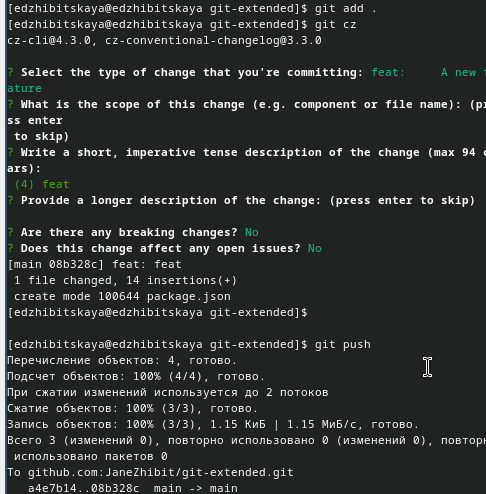 [edzhibitskaya@edzhibitskaya git-extended]$ git add .
[edzhibitskaya@edzhibitskaya git-extended]$ git cz
cz-cli@4.3.0, cz-conventional-changelog@3.3.0
? Select the type of change that you're committing: feat:     A new f
ature
? What is the scope of this change (e.g. component or file name): (pr
ss enter
 to skip)
? Write a short, imperative tense description of the change (max 94 c
ars):
 (4) feat
? Provide a longer description of the change: (press enter to skip)
? Are there any breaking changes? No
? Does this change affect any open issues? No
[main 08b328c] feat: feat
 1 file changed, 14 insertions(+)
 create mode 100644 package.json
[edzhibitskaya@edzhibitskaya git-extended]$
[edzhibitskaya@edzhibitskaya git-extended]$ git push
Перечисление объектов: 4, готово.
Подсчет объектов: 100% (4/4), готово.
При сжатии изменений используется до 2 потоков
Сжатие объектов: 100% (3/3), готово.
Запись объектов: 100% (3/3), 1.15 КиБ | 1.15 МиБ/с, готово.
Всего 3 (изменений 0), повторно использовано 0 (изменений 0), повторн
 использовано пакетов 0
To github.com:JaneZhibit/git-extended.git
   a4e7b14..08b328c  main -> main